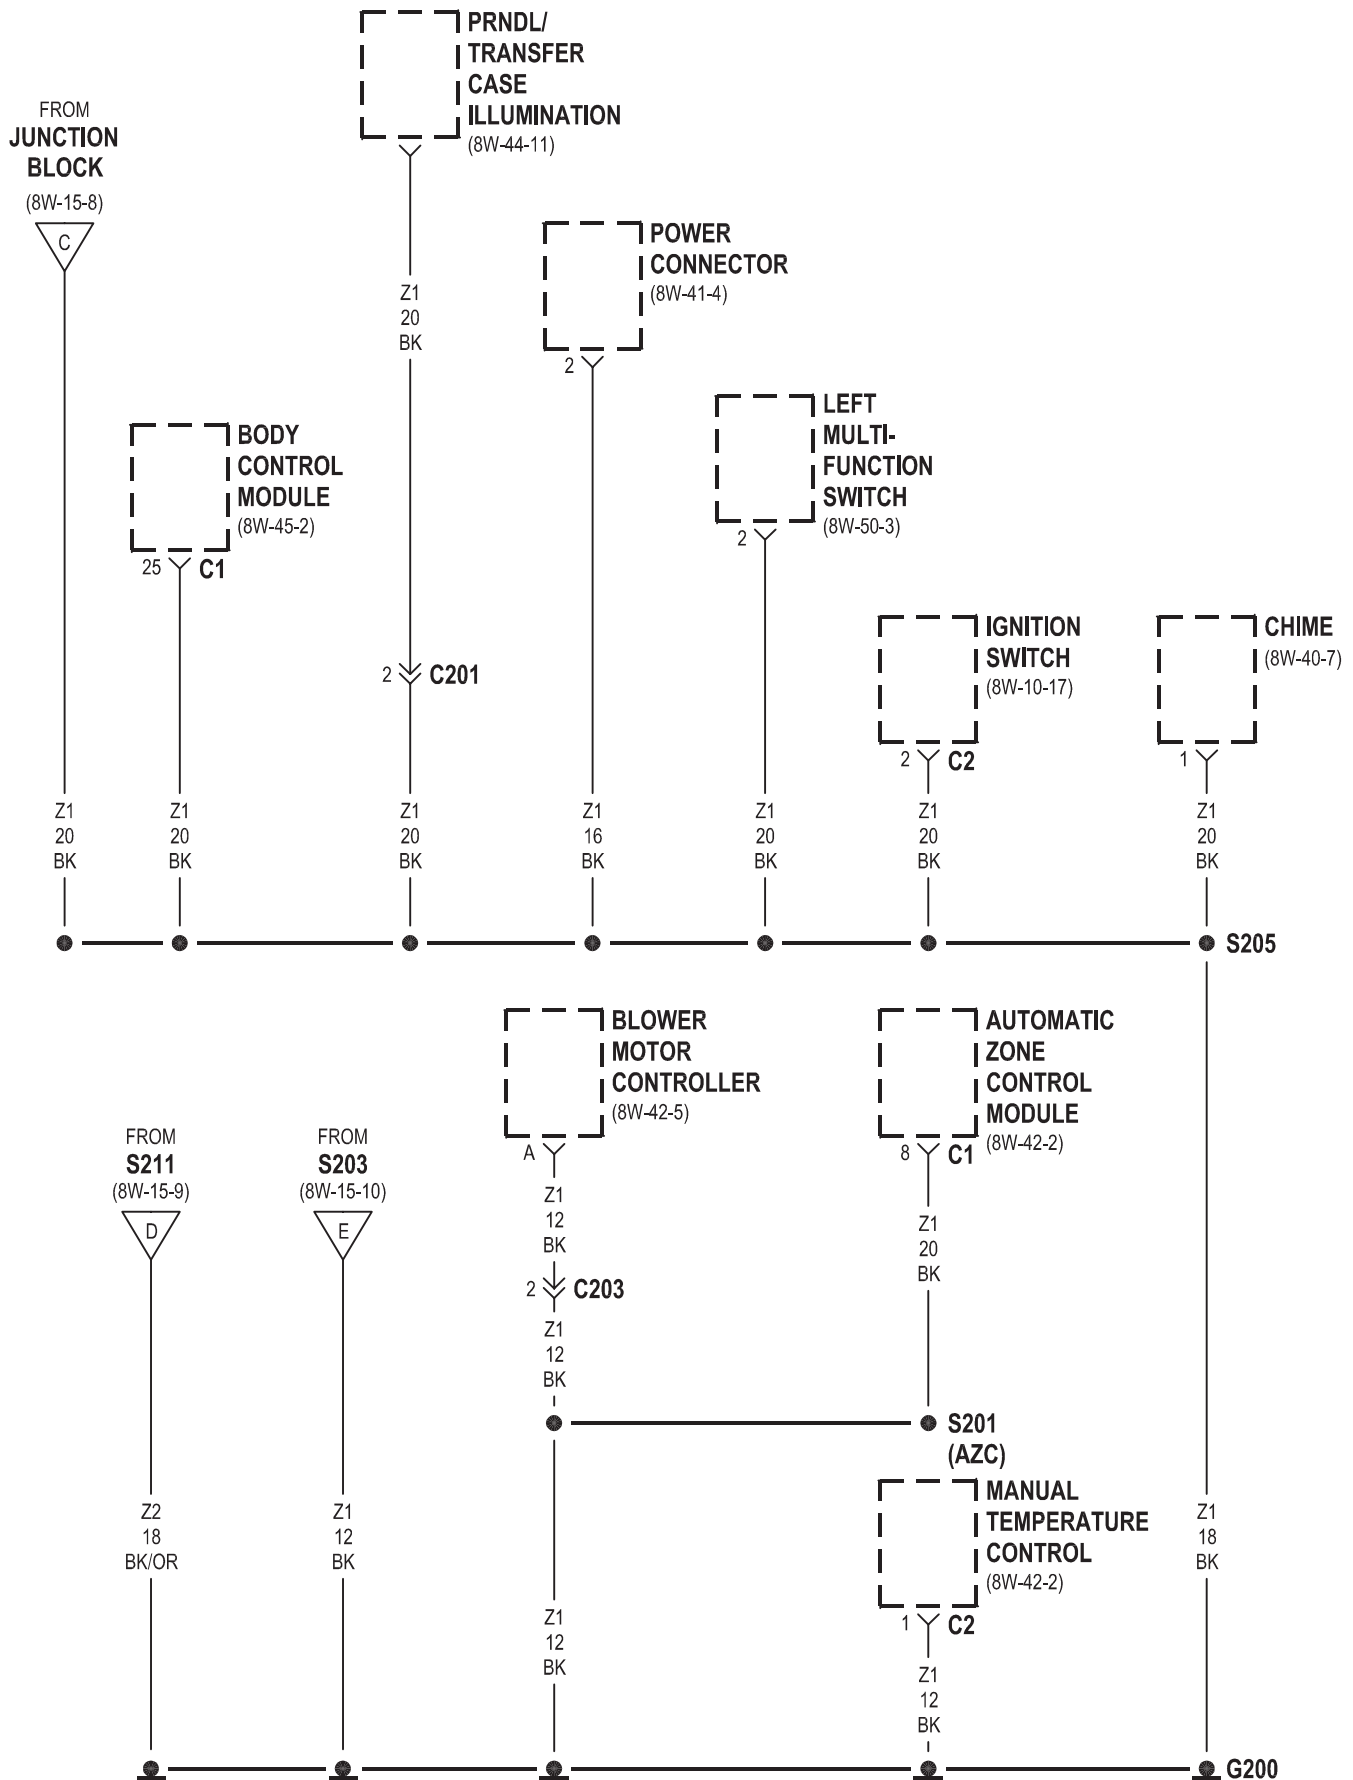 PRNDL/
TRANSFER
CASE
ILLUMINATION
(8W-44-11)
FROM
JUNCTION
BLOCK
(8W-15-8)
C
POWER
CONNECTOR
(8W-41-4)
2
Z1
20
BK
LEFT
MULTI-
FUNCTION
SWITCH
(8W-50-3)
2
BODY
CONTROL
MODULE
(8W-45-2)
25
C1
IGNITION
SWITCH
(8W-10-17)
2
C2
CHIME
(8W-40-7)
1
2
C201
Z1
20
BK
Z1
20
BK
Z1
20
BK
Z1
16
BK
Z1
20
BK
Z1
20
BK
Z1
20
BK
S205
BLOWER
MOTOR
CONTROLLER
(8W-42-5)
A
AUTOMATIC
ZONE
CONTROL
MODULE
(8W-42-2)
8
C1
FROM
S211
(8W-15-9)
D
FROM
S203
(8W-15-10)
E
Z1
12
BK
2
C203
Z1
12
BK
Z1
20
BK
S201
(AZC)
MANUAL
TEMPERATURE
CONTROL
(8W-42-2)
1
C2
Z2
18
BK/OR
Z1
12
BK
Z1
12
BK
Z1
12
BK
Z1
18
BK
G200